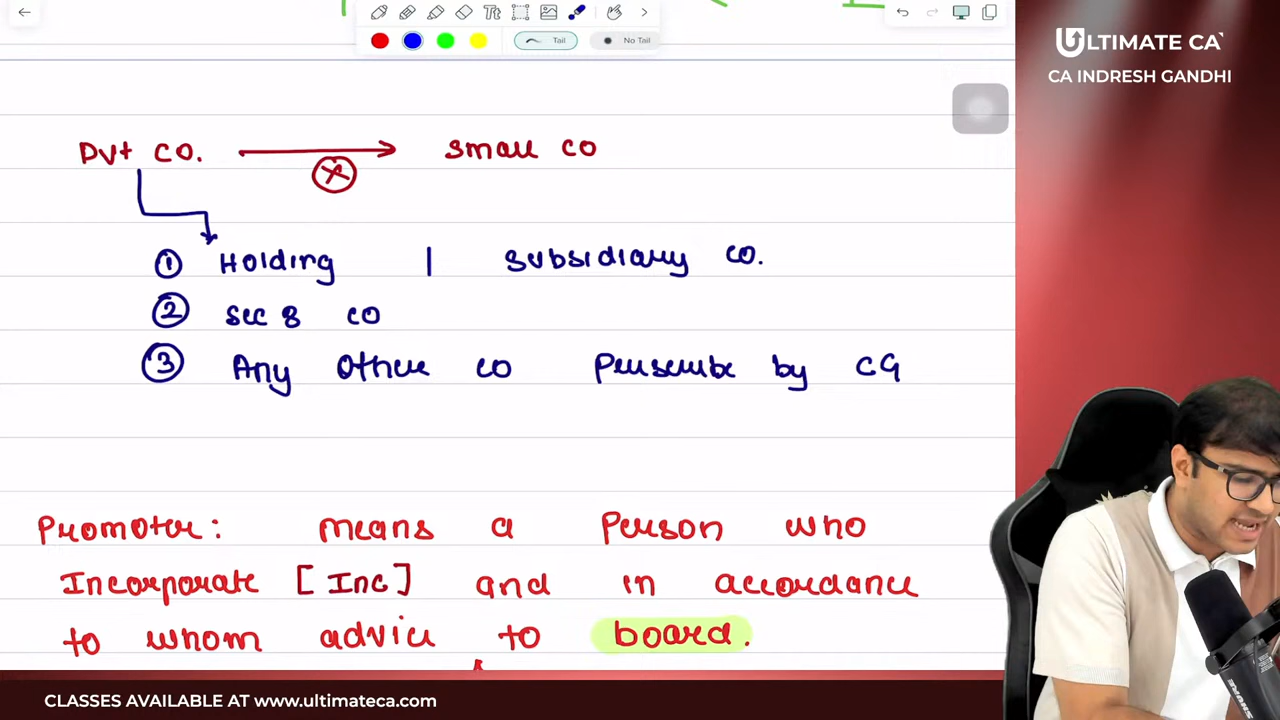 Tt
Tail
No Tail
ULTIMATE CA
CA INDRESH GANDHI
Pvt CO. small co
① Holding | subsidiary co.
② sec 8 co
③ Any other co
by CG
Promoter: means a Person who
Incorporate [Inc] and in accordance
to whom advice to board.
SHURE
CLASSES AVAILABLE AT www.ultimateca.com